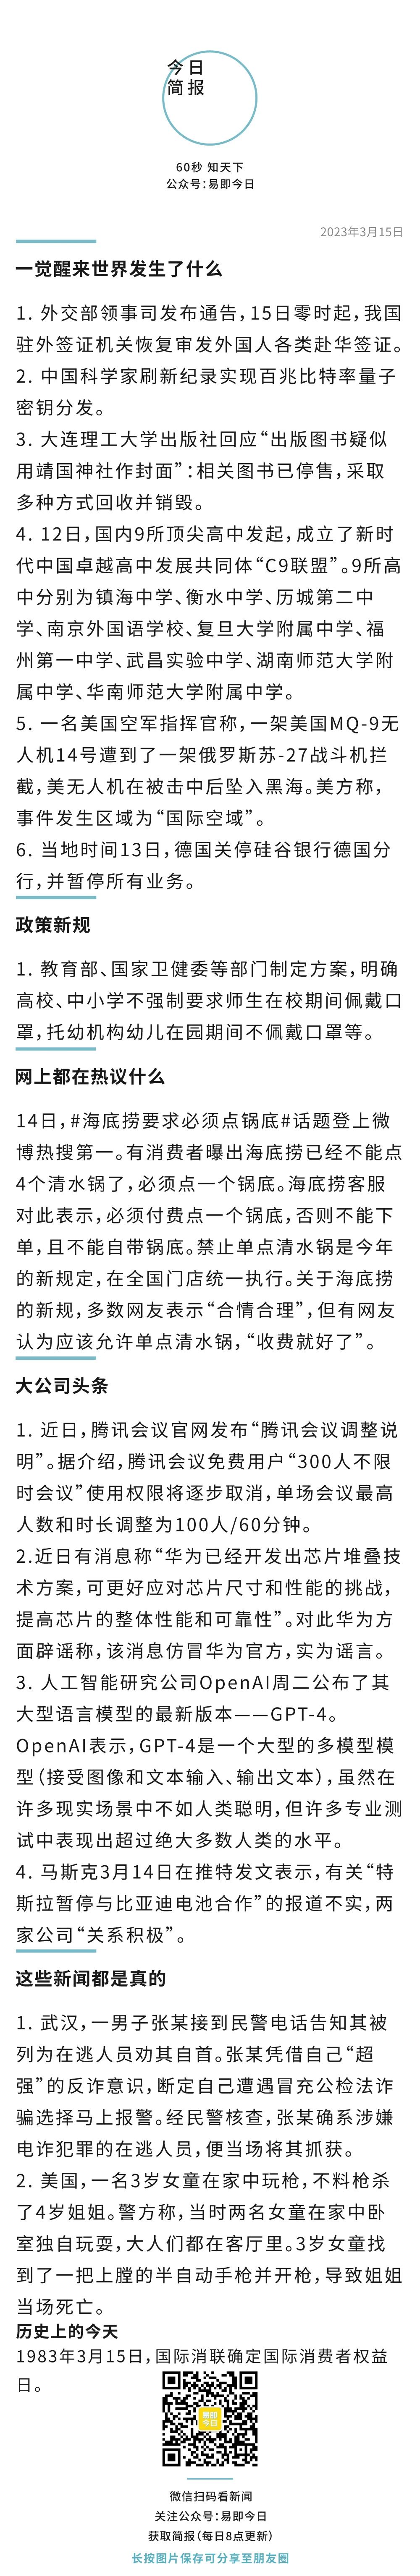 今日
简报
60秒 知天下
公众号：易即今日
2023年3月15日
一觉醒来世界发生了什么
1. 外交部领事司发布通告，15日零时起，我国
驻外签证机关恢复审发外国人各类赴华签证。
2. 中国科学家刷新纪录实现百兆比特率量子
密钥分发。
3. 大连理工大学出版社回应“出版图书疑似
用靖国神社作封面”：相关图书已停售，采取
多种方式回收并销毁。
4. 12日，国内9所顶尖高中发起，成立了新时
代中国卓越高中发展共同体“C9联盟”。9所高
中分别为镇海中学、衡水中学、历城第二中
学、南京外国语学校、复旦大学附属中学、福
州第一中学、武昌实验中学、湖南师范大学附
属中学、华南师范大学附属中学。
5. 一名美国空军指挥官称，一架美国MQ-9无
人机14号遭到了一架俄罗斯苏-27战斗机拦
截，美无人机在被击中后坠入黑海。美方称，
事件发生区域为“国际空域”。
6. 当地时间13日，德国关停硅谷银行德国分
行，并暂停所有业务。
政策新规
1. 教育部、国家卫健委等部门制定方案，明确
高校、中小学不强制要求师生在校期间佩戴口
罩，托幼机构幼儿在园期间不佩戴口罩等。
网上都在热议什么
14日，#海底捞要求必须点锅底#话题登上微
博热搜第一。有消费者曝出海底捞已经不能点
4个清水锅了，必须点一个锅底。海底捞客服
对此表示，必须付费点一个锅底，否则不能下
单，且不能自带锅底。禁止单点清水锅是今年
的新规定，在全国门店统一执行。关于海底捞
的新规，多数网友表示“合情合理”，但有网友
认为应该允许单点清水锅，“收费就好了”。
大公司头条
1. 近日，腾讯会议官网发布“腾讯会议调整说
明”。据介绍，腾讯会议免费用户“300人不限
时会议”使用权限将逐步取消，单场会议最高
人数和时长调整为100人/60分钟。
2.近日有消息称“华为已经开发出芯片堆叠技
术方案，可更好应对芯片尺寸和性能的挑战，
提高芯片的整体性能和可靠性”。对此华为方
面辟谣称，该消息仿冒华为官方，实为谣言。
3. 人工智能研究公司OpenAI周二公布了其
大型语言模型的最新版本——GPT-4。
OpenAI表示，GPT-4是一个大型的多模型模
型（接受图像和文本输入、输出文本），虽然在
许多现实场景中不如人类聪明，但许多专业测
试中表现出超过绝大多数人类的水平。
4. 马斯克3月14日在推特发文表示，有关“特
斯拉暂停与比亚迪电池合作”的报道不实，两
家公司“关系积极”。
这些新闻都是真的
1. 武汉，一男子张某接到民警电话告知其被
列为在逃人员劝其自首。张某凭借自己“超
强”的反诈意识，断定自己遭遇冒充公检法诈
骗选择马上报警。经民警核查，张某确系涉嫌
电诈犯罪的在逃人员，便当场将其抓获。
2. 美国，一名3岁女童在家中玩枪，不料枪杀
了4岁姐姐。警方称，当时两名女童在家中卧
室独自玩耍，大人们都在客厅里。3岁女童找
到了一把上膛的半自动手枪并开枪，导致姐姐
当场死亡。
历史上的今天
1983年3月15日，国际消联确定国际消费者权益
日。
易即
今日
微信扫码看新闻
关注公众号：易即今日
获取简报（每日8点更新）
长按图片保存可分享至朋友圈